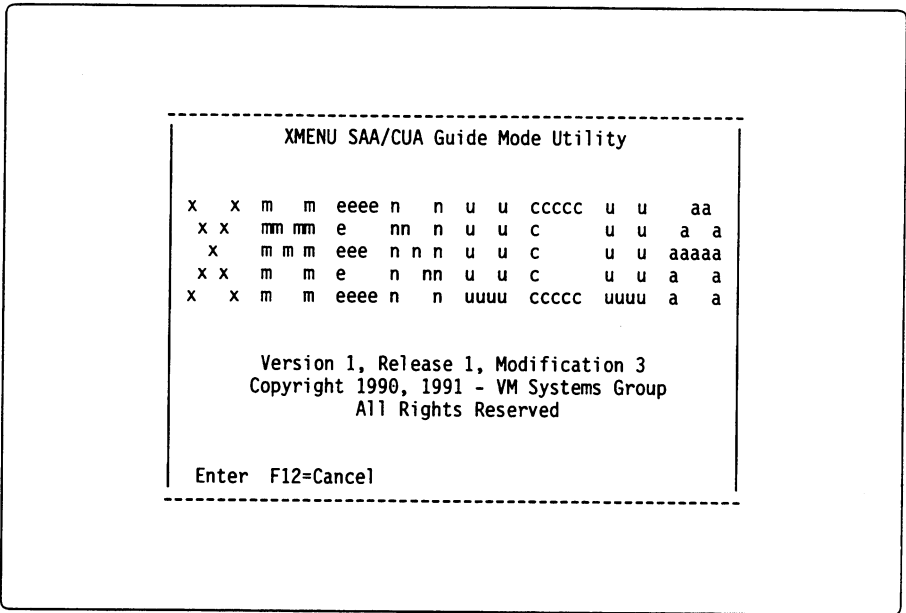 XMENU SAA/CUA Guide Mode Utility
x   x  m   m  eeee n   n  u  u  ccccc  u  u    aa
 x x   mm mm  e    nn  n  u  u  c      u  u   a  a
  x    m m m  eee  n n n  u  u  c      u  u  aaaaa
 x x   m   m  e    n  nn  u  u  c      u  u  a   a
x   x  m   m  eeee n   n  uuuu  ccccc  uuuu  a   a
Version 1, Release 1, Modification 3
Copyright 1990, 1991 - VM Systems Group
All Rights Reserved
Enter  F12=Cancel